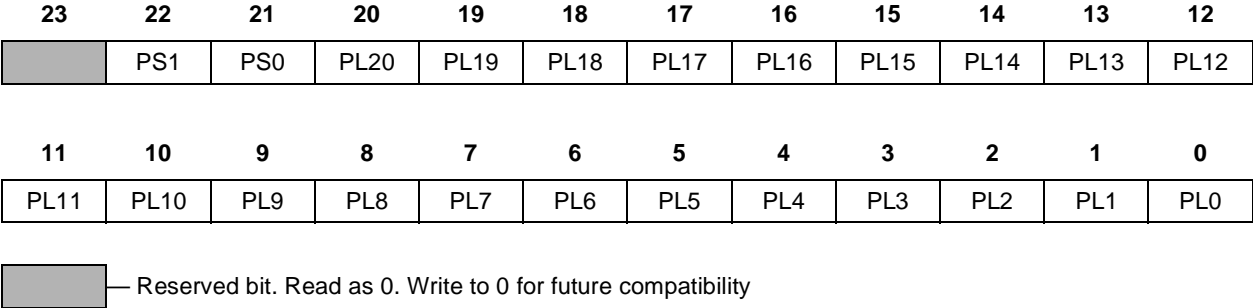 23 22 21 20 19 18 17 16 15 14 13 12
PS1 PS0 PL20 PL19 PL18 PL17 PL16 PL15 PL14 PL13 PL12
11 10 9 8 7 6 5 4 3 2 1 0
PL11 PL10 PL9 PL8 PL7 PL6 PL5 PL4 PL3 PL2 PL1 PL0
Reserved bit. Read as 0. Write to 0 for future compatibility